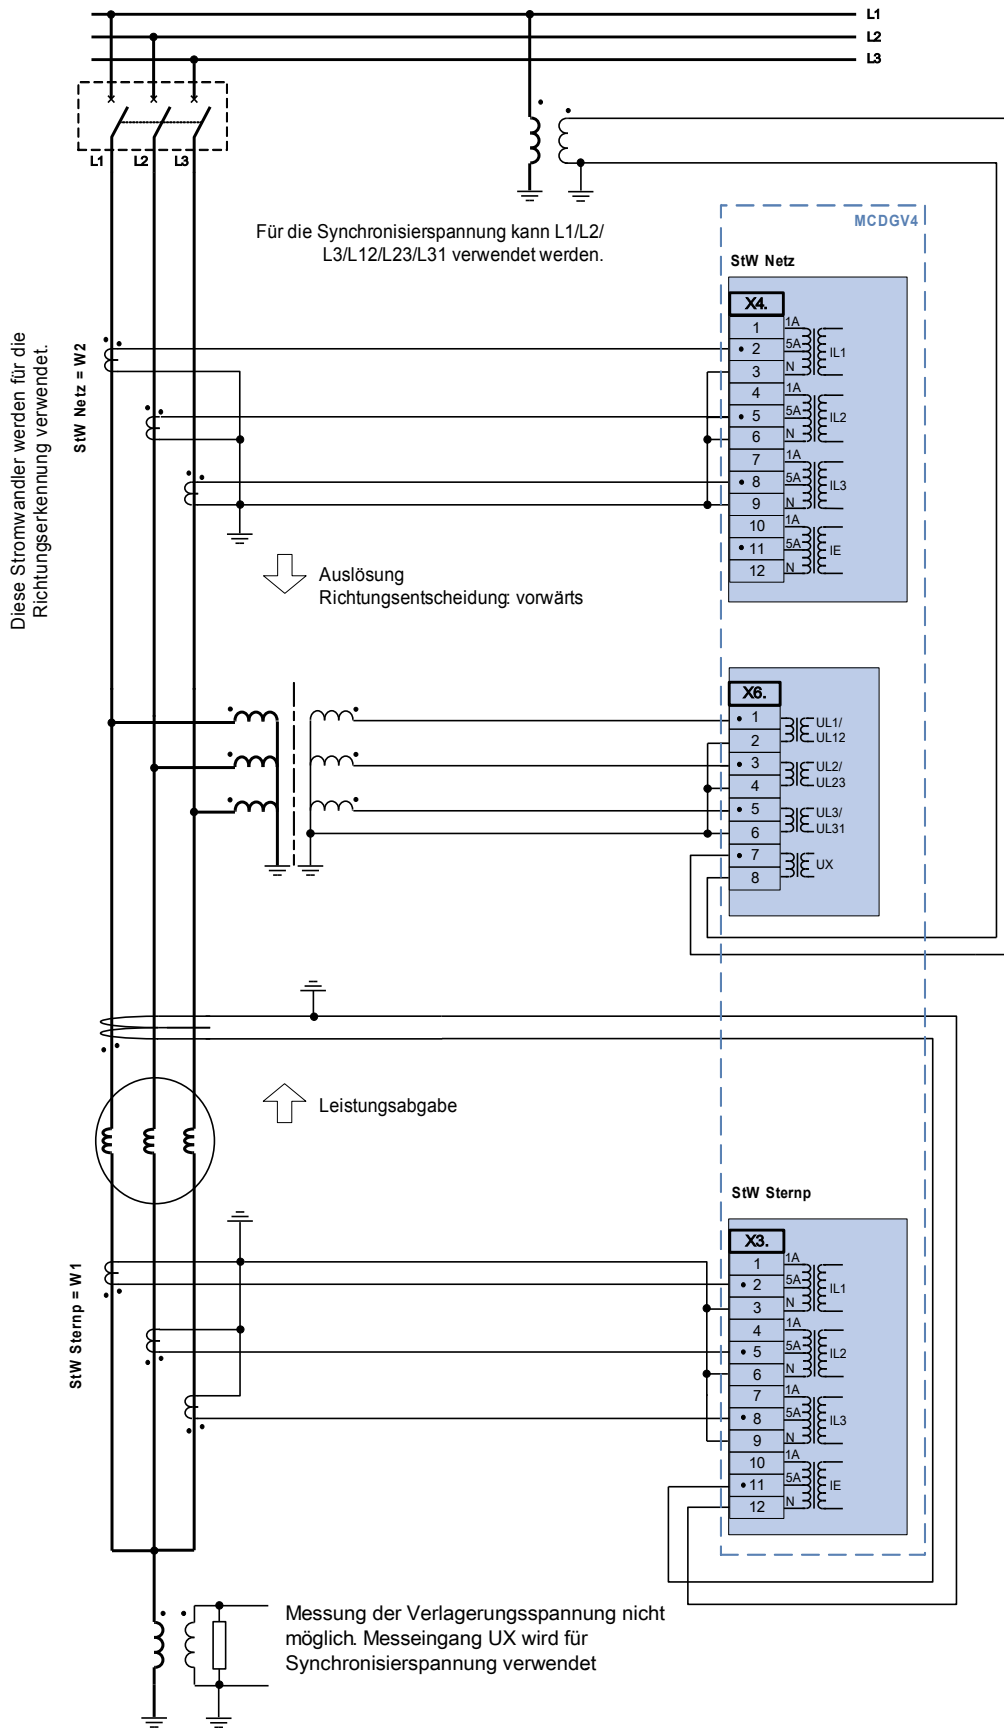 L1
L2
L3
L1
L2
L3
Für die Synchronisierspannung kann L1/L2/
L3/L12/L23/L31 verwendet werden.
MCDGV4
StW Netz
X4.
1
1A
2
5A
IL1
3
N
4
1A
5
5A
IL2
6
N
7
1A
8
5A
IL3
9
N
10
1A
11
5A
IE
12
N
Diese Stromwandler werden für die
Richtungserkennung verwendet.
StW Netz = W2
Auslösung
Richtungsentscheidung: vorwärts
X6.
1
UL1/
2
UL12
3
UL2/
4
UL23
5
UL3/
6
UL31
7
UX
8
Leistungsabgabe
StW Sternp
X3.
1
1A
2
5A
IL1
3
N
4
1A
5
5A
IL2
6
N
7
1A
8
5A
IL3
9
N
10
1A
11
5A
IE
12
N
StW Sternp = W1
Messung der Verlagerungsspannung nicht
möglich. Messeingang UX wird für
Synchronisierspannung verwendet